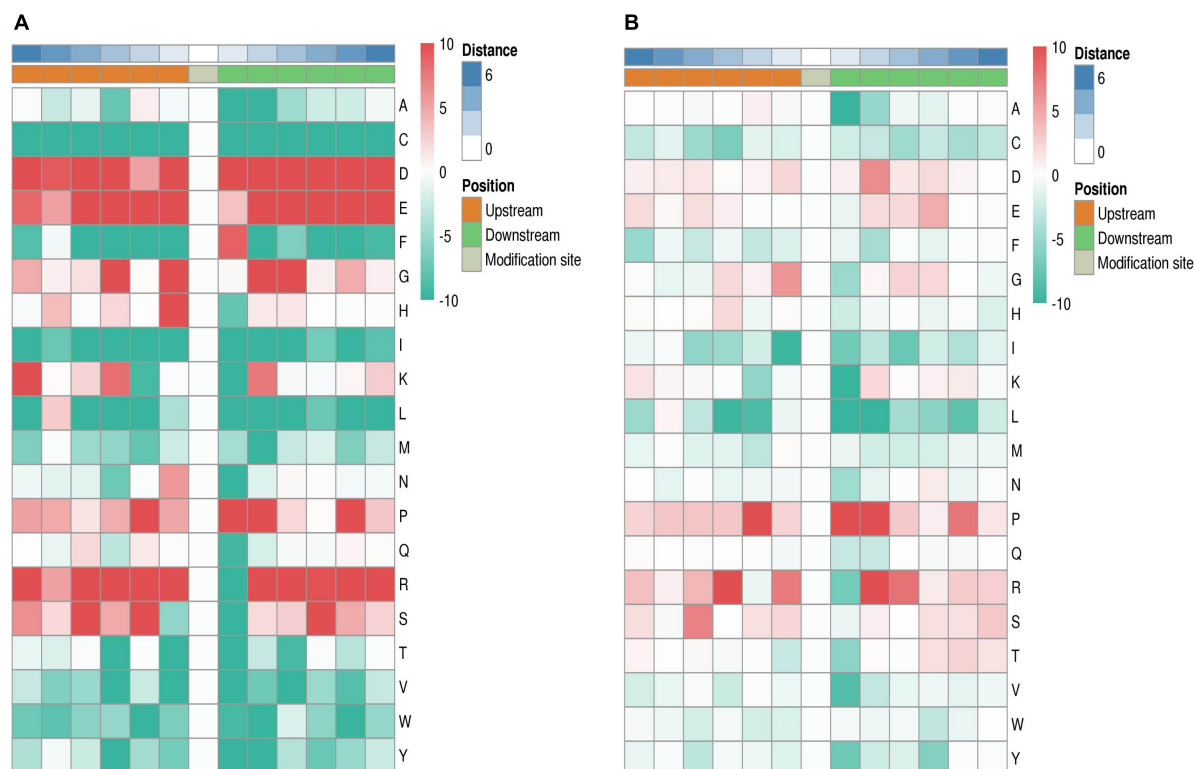 A
10
5
0
-5
-10
Distance
6
0
Position
Upstream
Downstream
Modification site
A
C
D
E
F
G
H
I
K
L
M
N
P
Q
R
S
T
V
W
Y
B
10
5
0
-5
-10
Distance
6
0
Position
Upstream
Downstream
Modification site
A
C
D
E
F
G
H
I
K
L
M
N
P
Q
R
S
T
V
W
Y